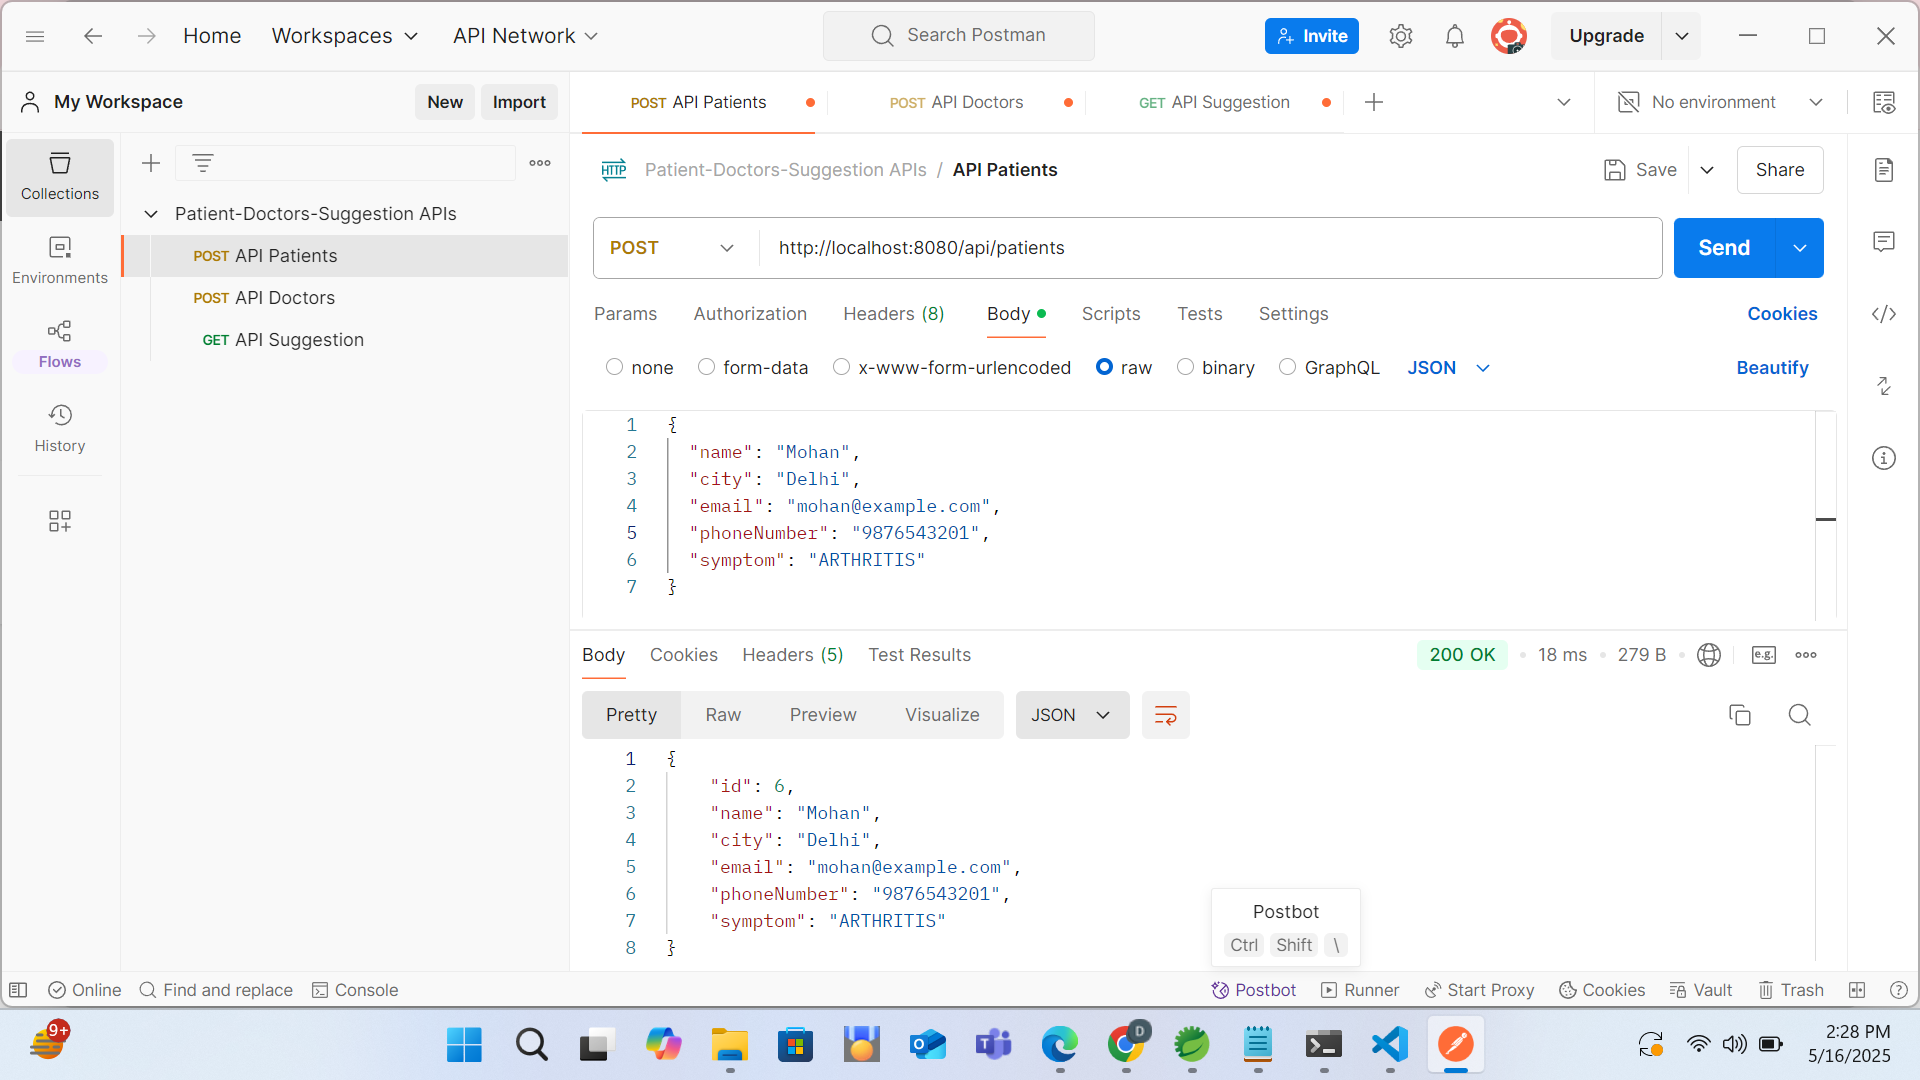 Home
Workspaces
API Network
Search Postman
Invite
Upgrade
My Workspace
New
Import
POST API Patients
POST API Doctors
GET API Suggestion
No environment
Collections
Environments
Flows
History
Patient-Doctors-Suggestion APIs
POST API Patients
POST API Doctors
GET API Suggestion
HTTP
Patient-Doctors-Suggestion APIs / API Patients
Save
Share
POST
http://localhost:8080/api/patients
Send
Params
Authorization
Headers (8)
Body
Scripts
Tests
Settings
Cookies
none
form-data
x-www-form-urlencoded
raw
binary
GraphQL
JSON
Beautify
1 {
2 "name": "Mohan",
3 "city": "Delhi",
4 "email": "mohan@example.com",
5 "phoneNumber": "9876543201",
6 "symptom": "ARTHRITIS"
7 }
Body
Cookies
Headers (5)
Test Results
200 OK
18 ms
279 B
e.g.
Pretty
Raw
Preview
Visualize
JSON
1 {
2 "id": 6,
3 "name": "Mohan",
4 "city": "Delhi",
5 "email": "mohan@example.com",
6 "phoneNumber": "9876543201",
7 "symptom": "ARTHRITIS"
8 }
Postbot
Ctrl Shift \
Online
Find and replace
Console
Postbot
Runner
Start Proxy
Cookies
Vault
Trash
9+
D
2:28 PM
5/16/2025